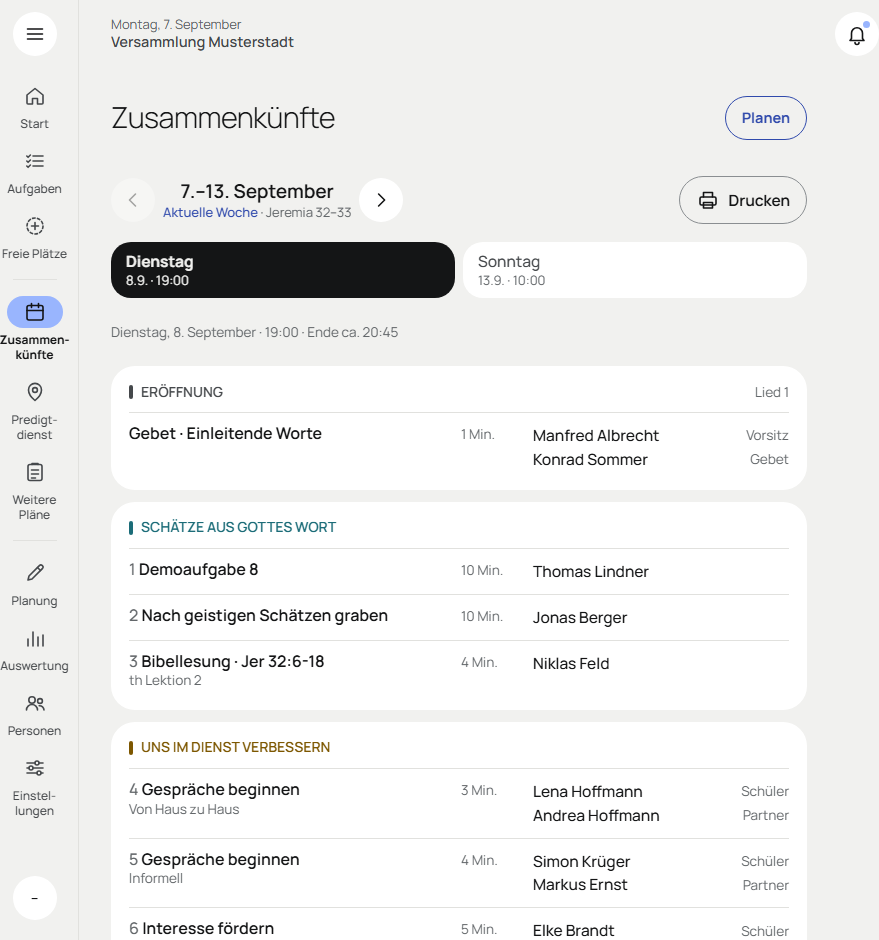 Montag, 7. September
Versammlung Musterstadt
Start
Aufgaben
Freie Plätze
Zusammen-
künfte
Predigt-
dienst
Weitere
Pläne
Planung
Auswertung
Personen
Einstel-
lungen
–
Zusammenkünfte
Planen
7.–13. September
Aktuelle Woche · Jeremia 32–33
Drucken
Dienstag
8.9. · 19:00
Sonntag
13.9. · 10:00
Dienstag, 8. September · 19:00 · Ende ca. 20:45
ERÖFFNUNG Lied 1
Gebet · Einleitende Worte 1 Min. Manfred Albrecht Vorsitz
Konrad Sommer Gebet
SCHÄTZE AUS GOTTES WORT
1 Demoaufgabe 8 10 Min. Thomas Lindner
2 Nach geistigen Schätzen graben 10 Min. Jonas Berger
3 Bibellesung · Jer 32:6-18 4 Min. Niklas Feld
th Lektion 2
UNS IM DIENST VERBESSERN
4 Gespräche beginnen 3 Min. Lena Hoffmann Schüler
Von Haus zu Haus Andrea Hoffmann Partner
5 Gespräche beginnen 4 Min. Simon Krüger Schüler
Informell Markus Ernst Partner
6 Interesse fördern 5 Min. Elke Brandt Schüler